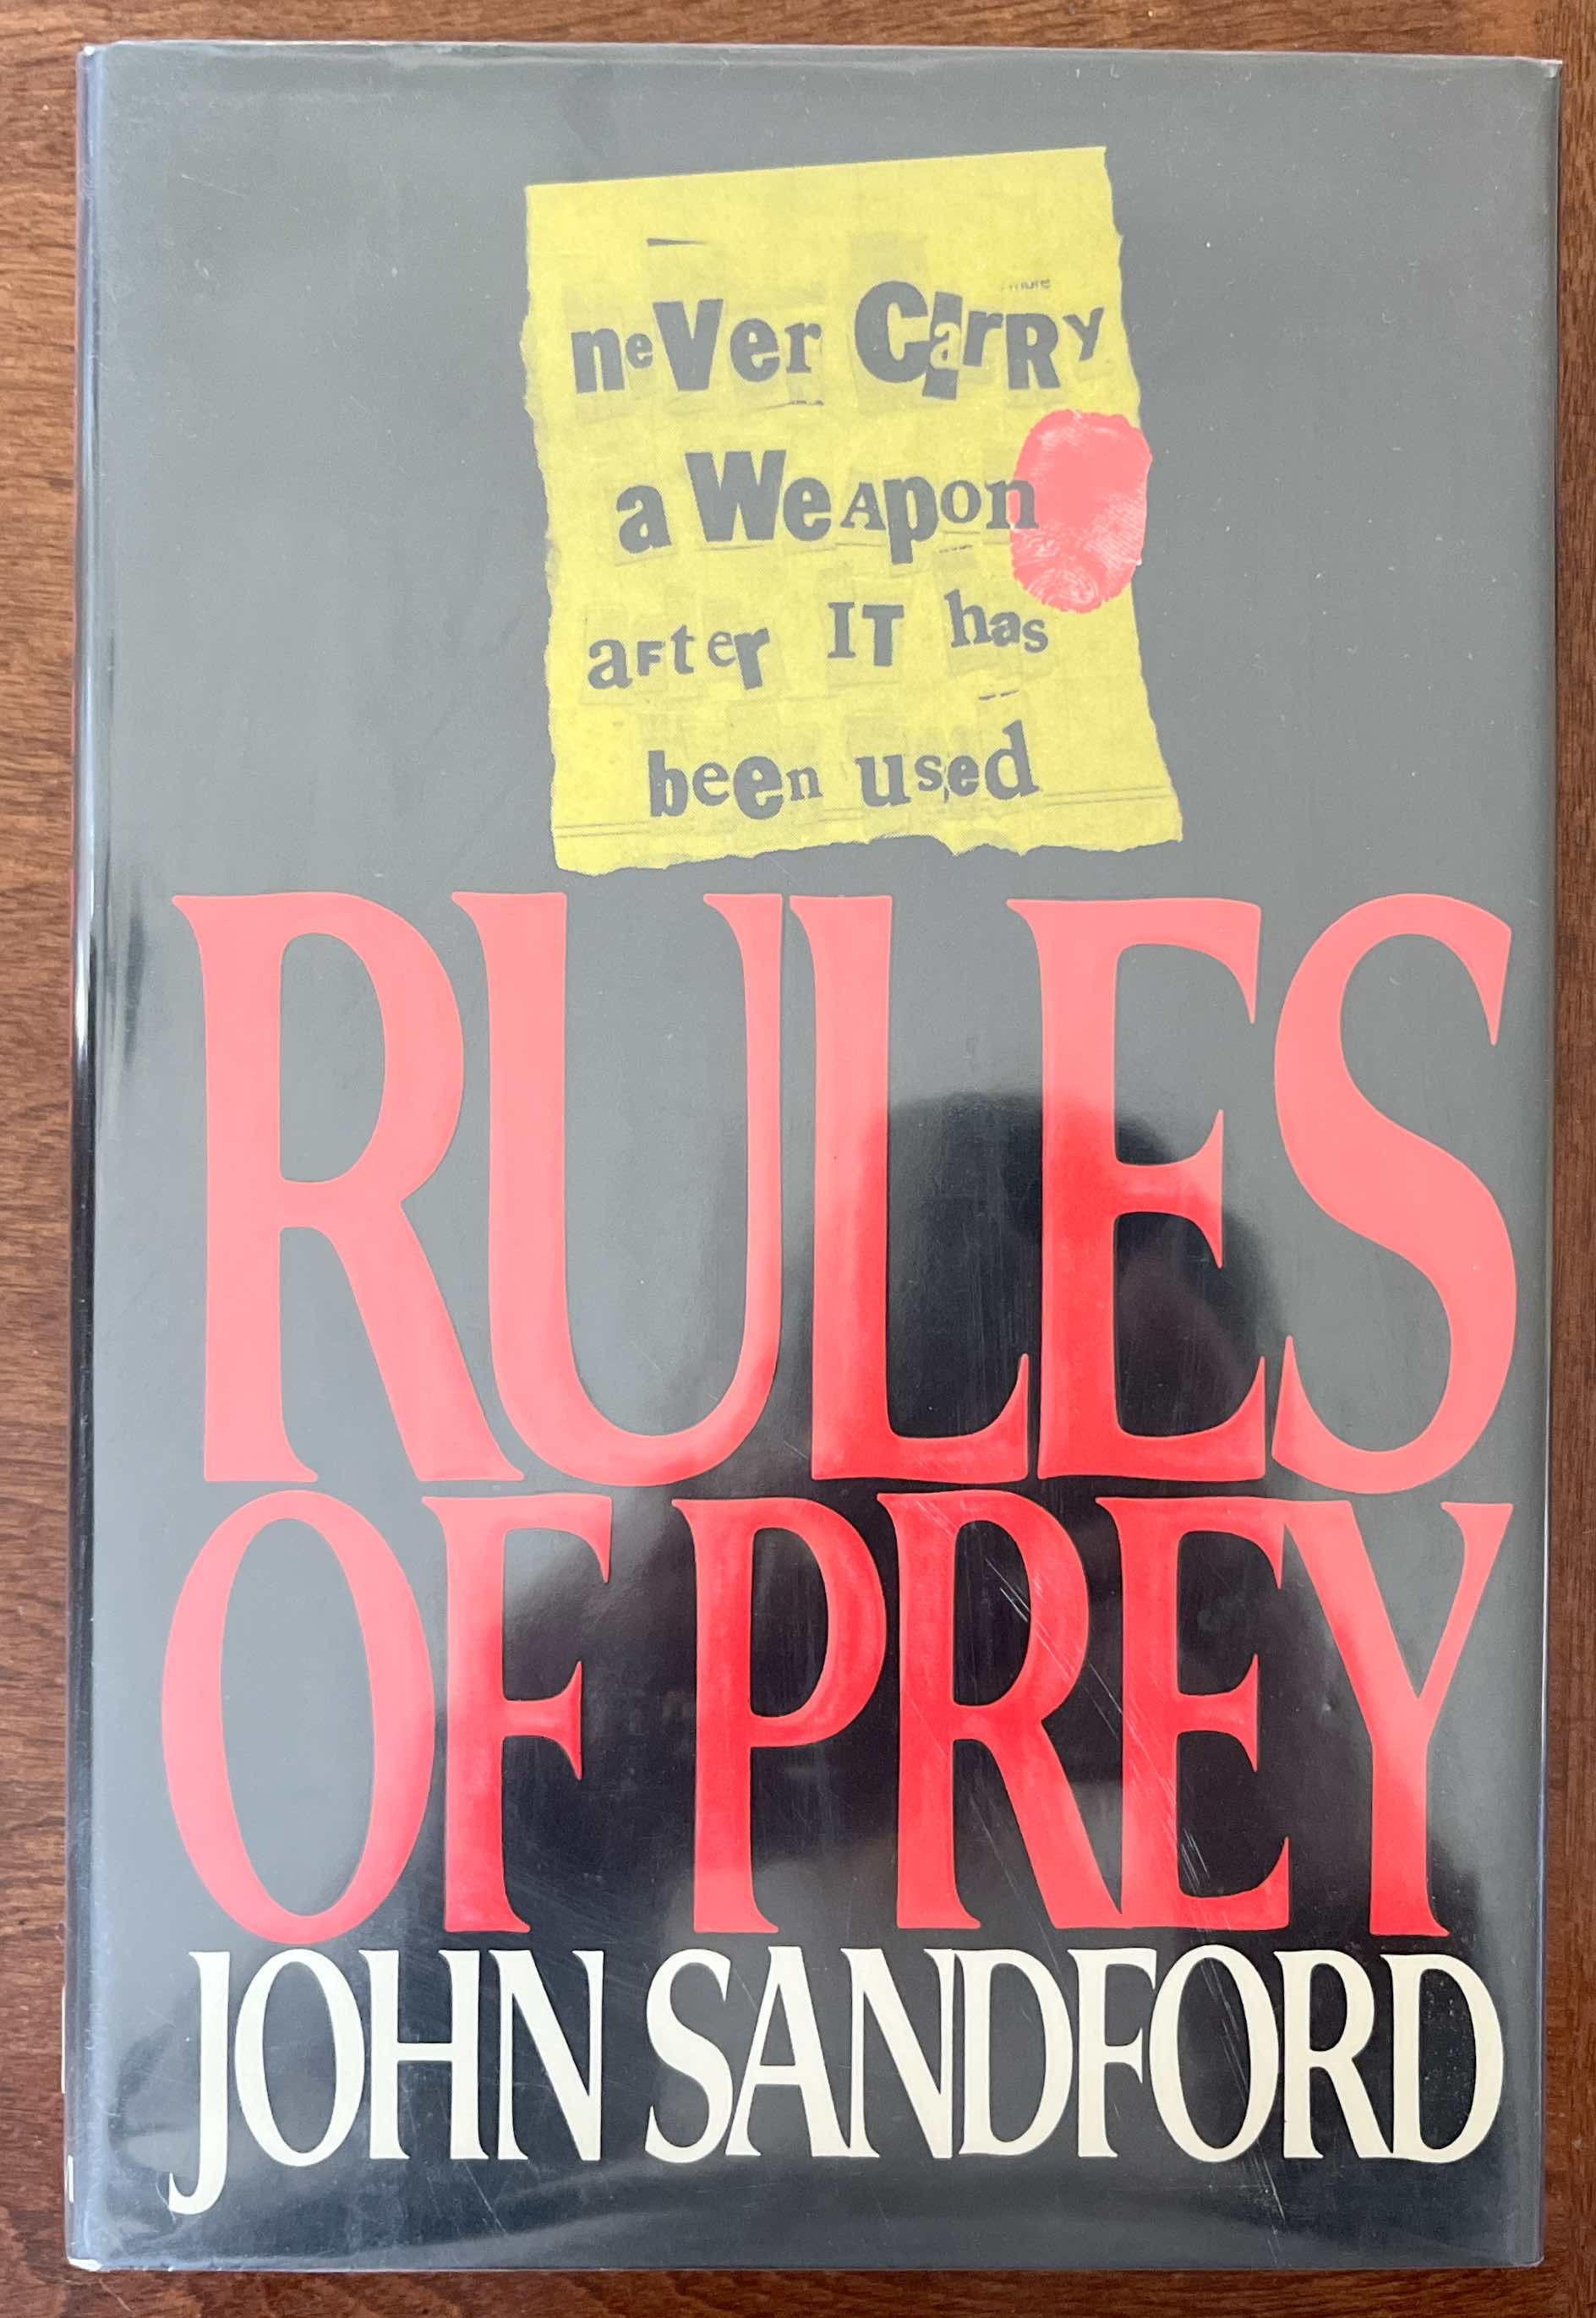 neVer CarRy
a WeApon
aFter IT has
been used
RULES
OF PREY
JOHN SANDFORD